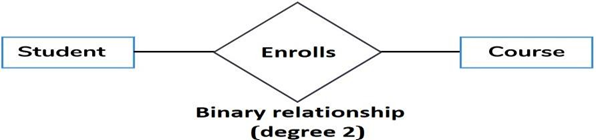 Student Enrolls Course
Binary relationship
(degree 2)